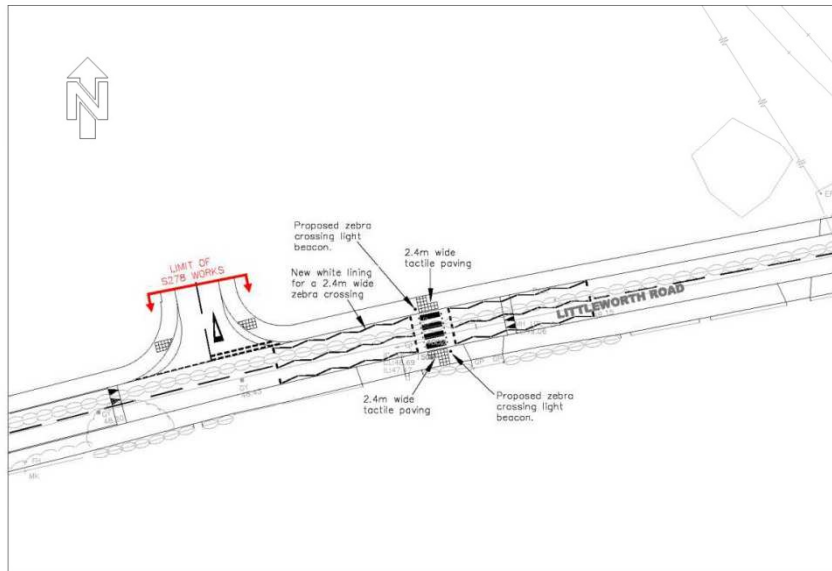 N
LIMIT OF
S278 WORKS
Proposed zebra
crossing light
beacon.
2.4m wide
tactile paving
New white lining
for a 2.4m wide
zebra crossing
LITTLEWORTH ROAD
2.4m wide
tactile paving
Proposed zebra
crossing light
beacon.